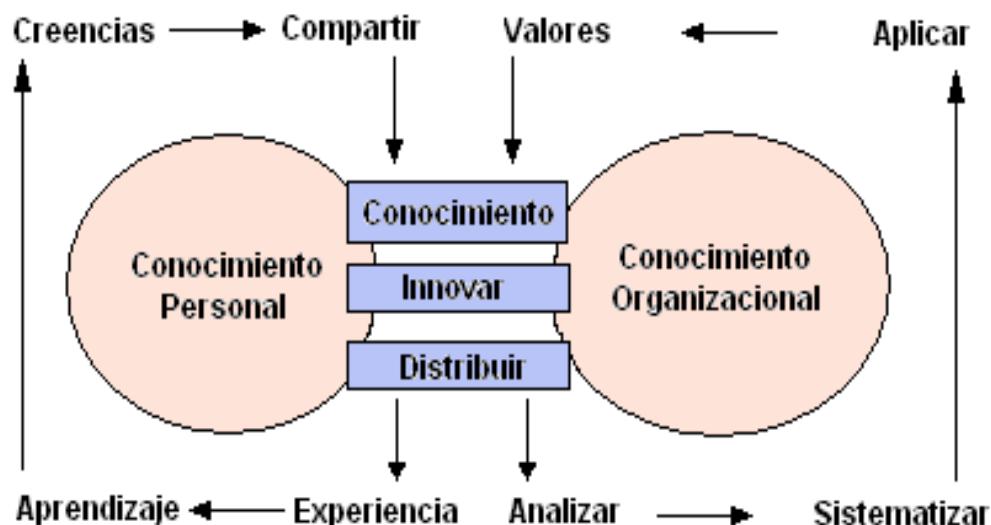 Creencias Compartir Valores Aplicar
Conocimiento
Conocimiento
Personal
Innovar
Conocimiento
Organizacional
Distribuir
Aprendizaje Experiencia Analizar Sistematizar